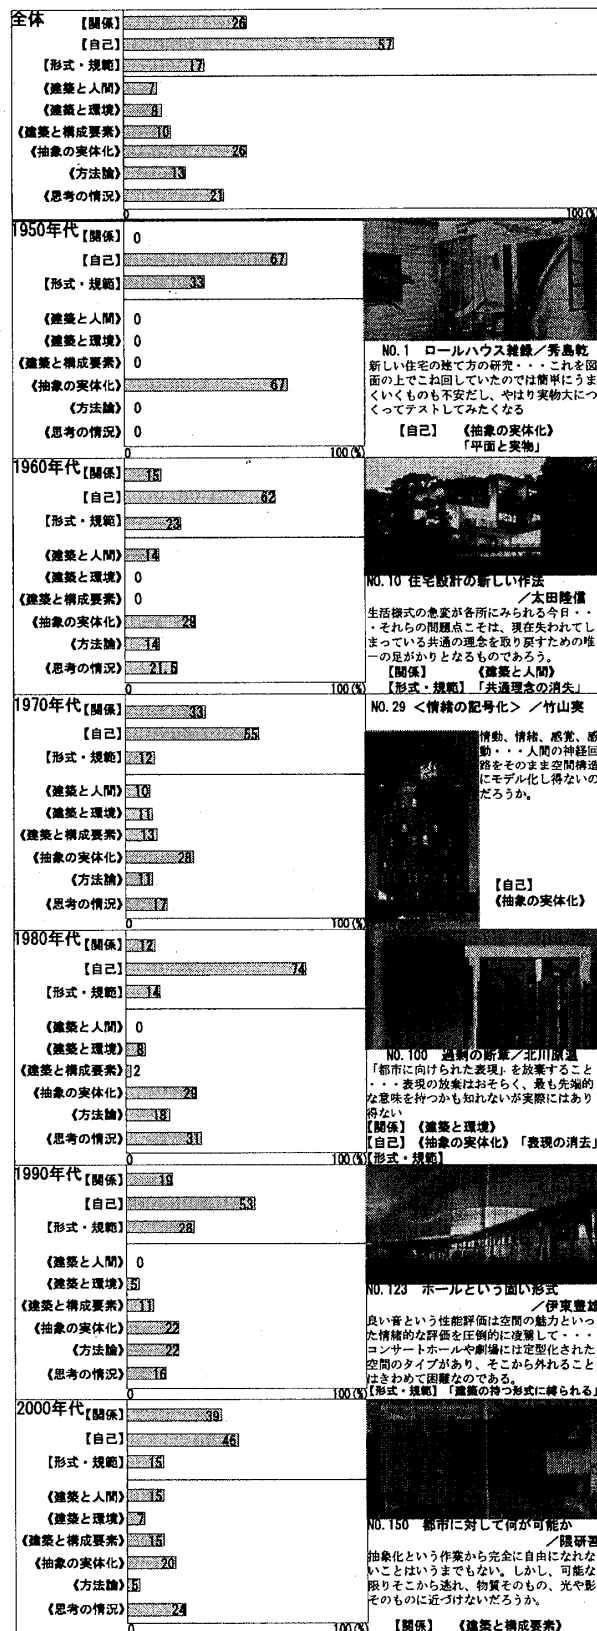 全体
【関係】 26
【自己】 57
【形式・規範】 17
《建築と人間》 7
《建築と環境》 8
《建築と構成要素》 10
《抽象の実体化》 26
《方法論》 13
《思考の情況》 21
0 100(%)
1950年代
【関係】 0
【自己】 67
【形式・規範】 33
《建築と人間》 0
《建築と環境》 0
《建築と構成要素》 0
《抽象の実体化》 67
《方法論》 0
《思考の情況》 0
0 100(%)
NO.1 ロールハウス雑録/秀島乾
新しい住宅の建て方の研究・・・これを図
面の上でこね回していたのでは簡単にうま
くいくものも不安だし、やはり実物大につ
くってテストしてみたくなる
【自己】 《抽象の実体化》
「平面と実物」
1960年代
【関係】 15
【自己】 62
【形式・規範】 23
《建築と人間》 14
《建築と環境》 0
《建築と構成要素》 0
《抽象の実体化》 29
《方法論》 14
《思考の情況》 21.5
0 100(%)
NO.10 住宅設計の新しい作法
/太田隆信
生活様式の急変が各所にみられる今日・・
・それらの問題点こそは、現在失われてし
まっている共通の理念を取り戻すための唯
一の足がかりとなるものであろう。
【関係】 《建築と人間》
【形式・規範】「共通理念の消失」
1970年代
【関係】 33
【自己】 55
【形式・規範】 12
《建築と人間》 10
《建築と環境》 11
《建築と構成要素》 13
《抽象の実体化》 28
《方法論》 11
《思考の情況》 17
0 100(%)
NO.29 <情緒の記号化> /竹山実
情動、情緒、感覚、感
動・・・人間の神経回
路をそのまま空間構造
にモデル化し得ないの
だろうか。
【自己】
《抽象の実体化》
1980年代
【関係】 12
【自己】 74
【形式・規範】 14
《建築と人間》 0
《建築と環境》 8
《建築と構成要素》 2
《抽象の実体化》 29
《方法論》 18
《思考の情況》 31
0 100(%)
NO.100 過剰の断章/北川原温
「都市に向けられた表現」を放棄すること
・・・表現の放棄はおそらく、最も先端的
な意味を持つかも知れないが実際にはあり
得ない
【関係】《建築と環境》
【自己】《抽象の実体化》「表現の消去」
【形式・規範】
1990年代
【関係】 19
【自己】 53
【形式・規範】 28
《建築と人間》 0
《建築と環境》 5
《建築と構成要素》 11
《抽象の実体化》 22
《方法論》 22
《思考の情況》 16
0 100(%)
NO.123 ホールという固い形式
/伊東豊雄
良い音という性能評価は空間の魅力といっ
た情緒的な評価を圧倒的に凌駕して・・・
コンサートホールや劇場には定型化された
空間のタイプがあり、そこから外れること
はきわめて困難なのである。
【形式・規範】「建築の持つ形式に縛られる」
2000年代
【関係】 39
【自己】 46
【形式・規範】 15
《建築と人間》 15
《建築と環境》 7
《建築と構成要素》 15
《抽象の実体化》 20
《方法論》 5
《思考の情況》 24
0 100(%)
NO.150 都市に対して何が可能か
/隈研吾
抽象化という作業から完全に自由になれな
いことはいうまでもない。しかし、可能な
限りそこから逃れ、物質そのもの、光や影
そのものに近づけないだろうか。
【関係】 《建築と構成要素》